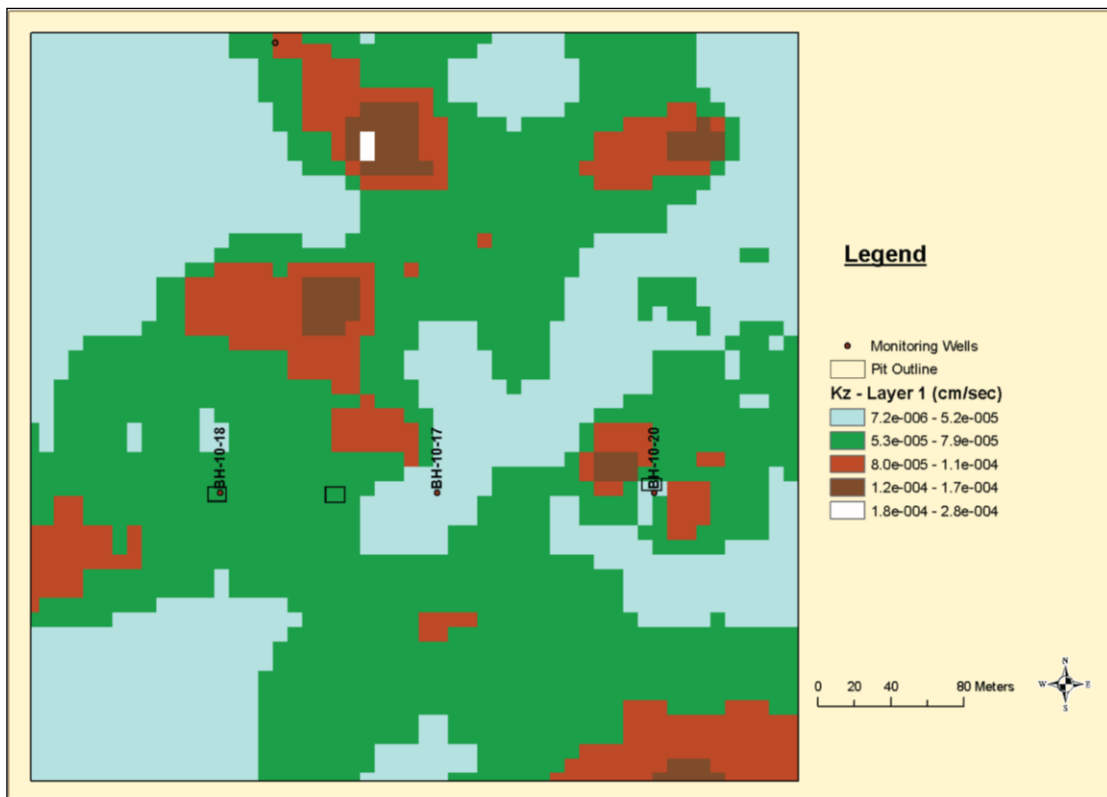 BH-10-18
BH-10-17
BH-10-20
Legend
Monitoring Wells
Pit Outline
Kz - Layer 1 (cm/sec)
7.2e-006 - 5.2e-005
5.3e-005 - 7.9e-005
8.0e-005 - 1.1e-004
1.2e-004 - 1.7e-004
1.8e-004 - 2.8e-004
0 20 40 80 Meters
N
W E
S